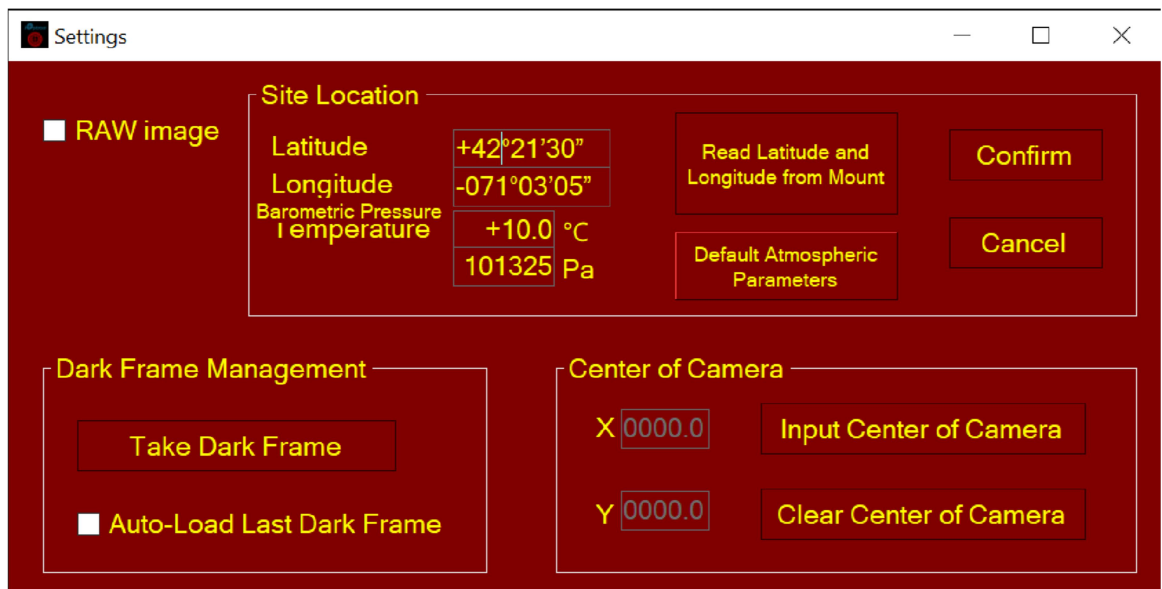 Settings
Site Location
RAW image
Latitude
+42°21'30”
Read Latitude and
Longitude from Mount
Confirm
Longitude
-071°03'05”
Barometric Pressure
Temperature
+10.0 °C
Default Atmospheric
Parameters
Cancel
101325 Pa
Dark Frame Management
Take Dark Frame
Auto-Load Last Dark Frame
Center of Camera
X 0000.0
Input Center of Camera
Y 0000.0
Clear Center of Camera